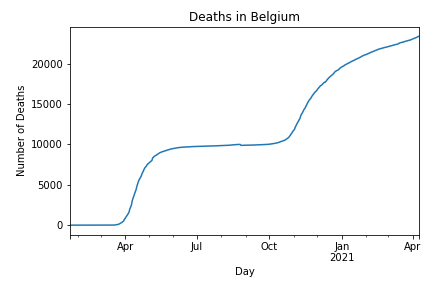 Deaths in Belgium
20000
15000
10000
5000
0
Number of Deaths
Apr
Jul
Oct
Jan
2021
Apr
Day